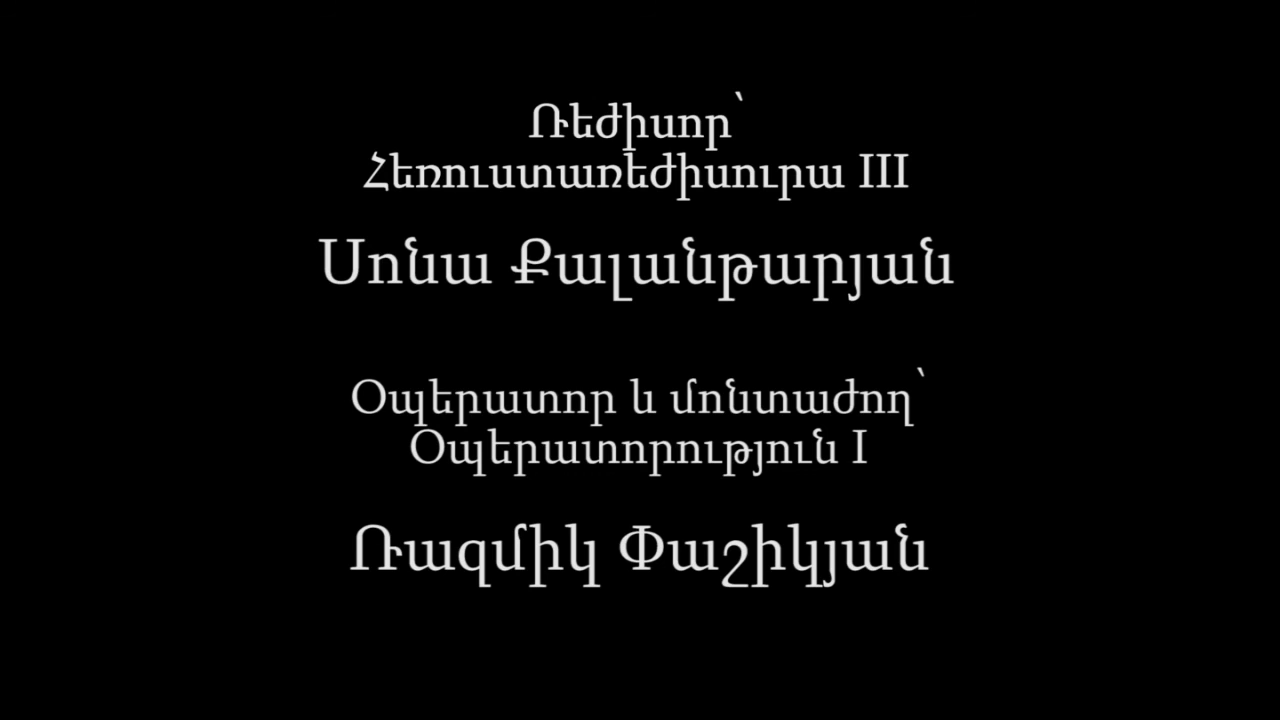 Ռեժիսոր՝
Հեռուստառեժիսուրա III
Սոնա Քալանթարյան
Օպերատոր և մոնտաժող՝
Օպերատորություն I
Ռազմիկ Փաշիկյան